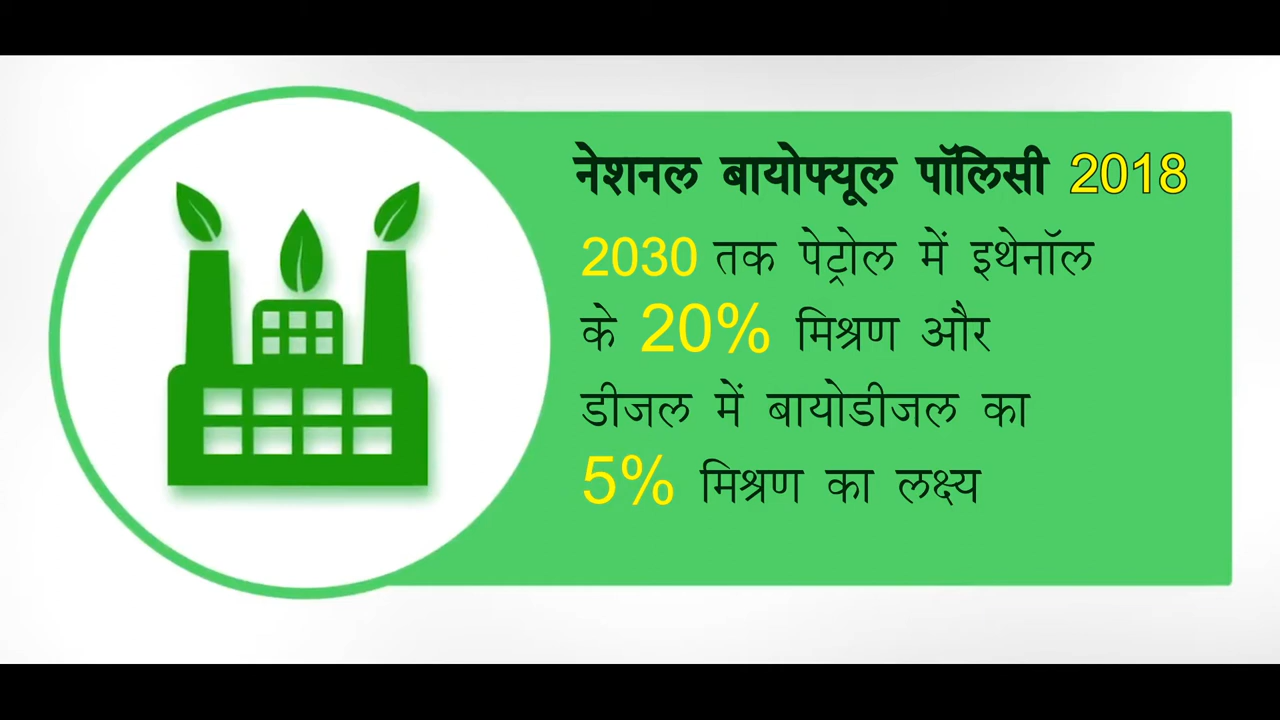 नेशनल बायोफ्यूल पॉलिसी 2018
2030 तक पेट्रोल में इथेनॉल
के 20% मिश्रण और
डीजल में बायोडीजल का
5% मिश्रण का लक्ष्य